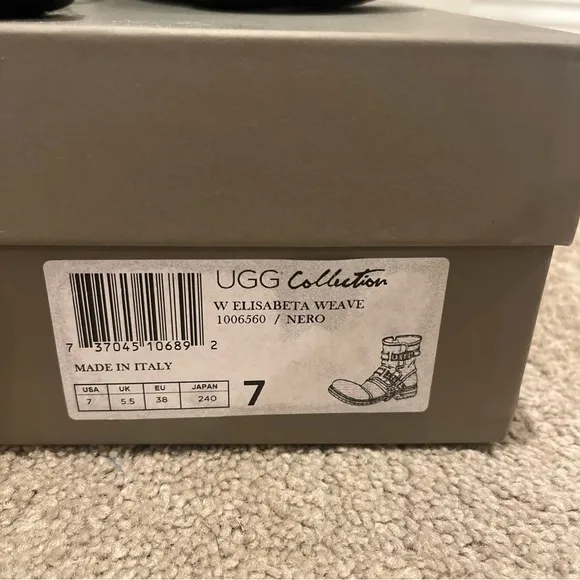 UGG Collection
W ELISABETA WEAVE
1006560 / NERO
7 37045 10689 2
MADE IN ITALY
USA UK EU JAPAN
7 5.5 38 240
7